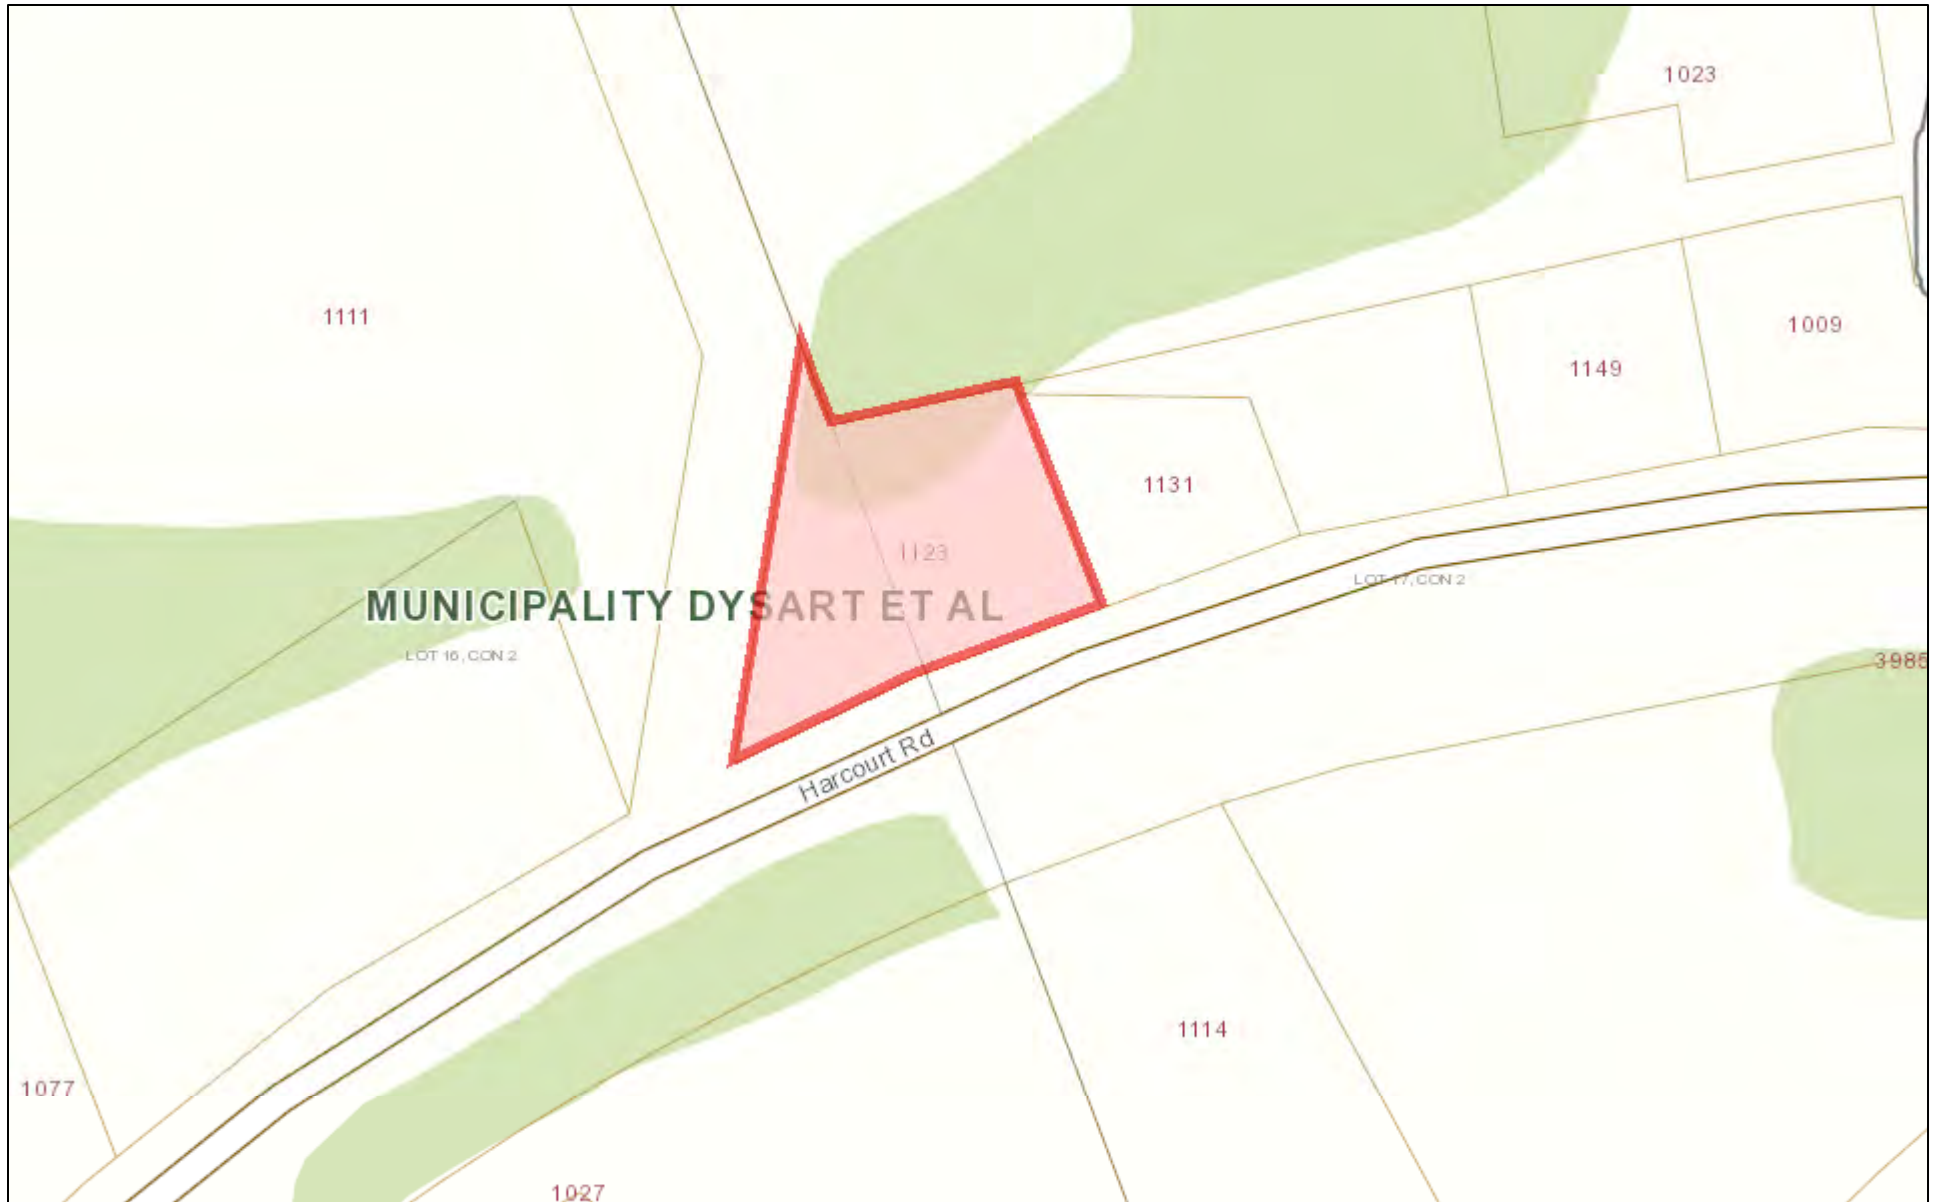 1023
1111
1009
1149
1131
1123
LOT 17, CON 2
MUNICIPALITY DYSART ET AL
LOT 16, CON 2
3985
Harcourt Rd
1114
1077
1027